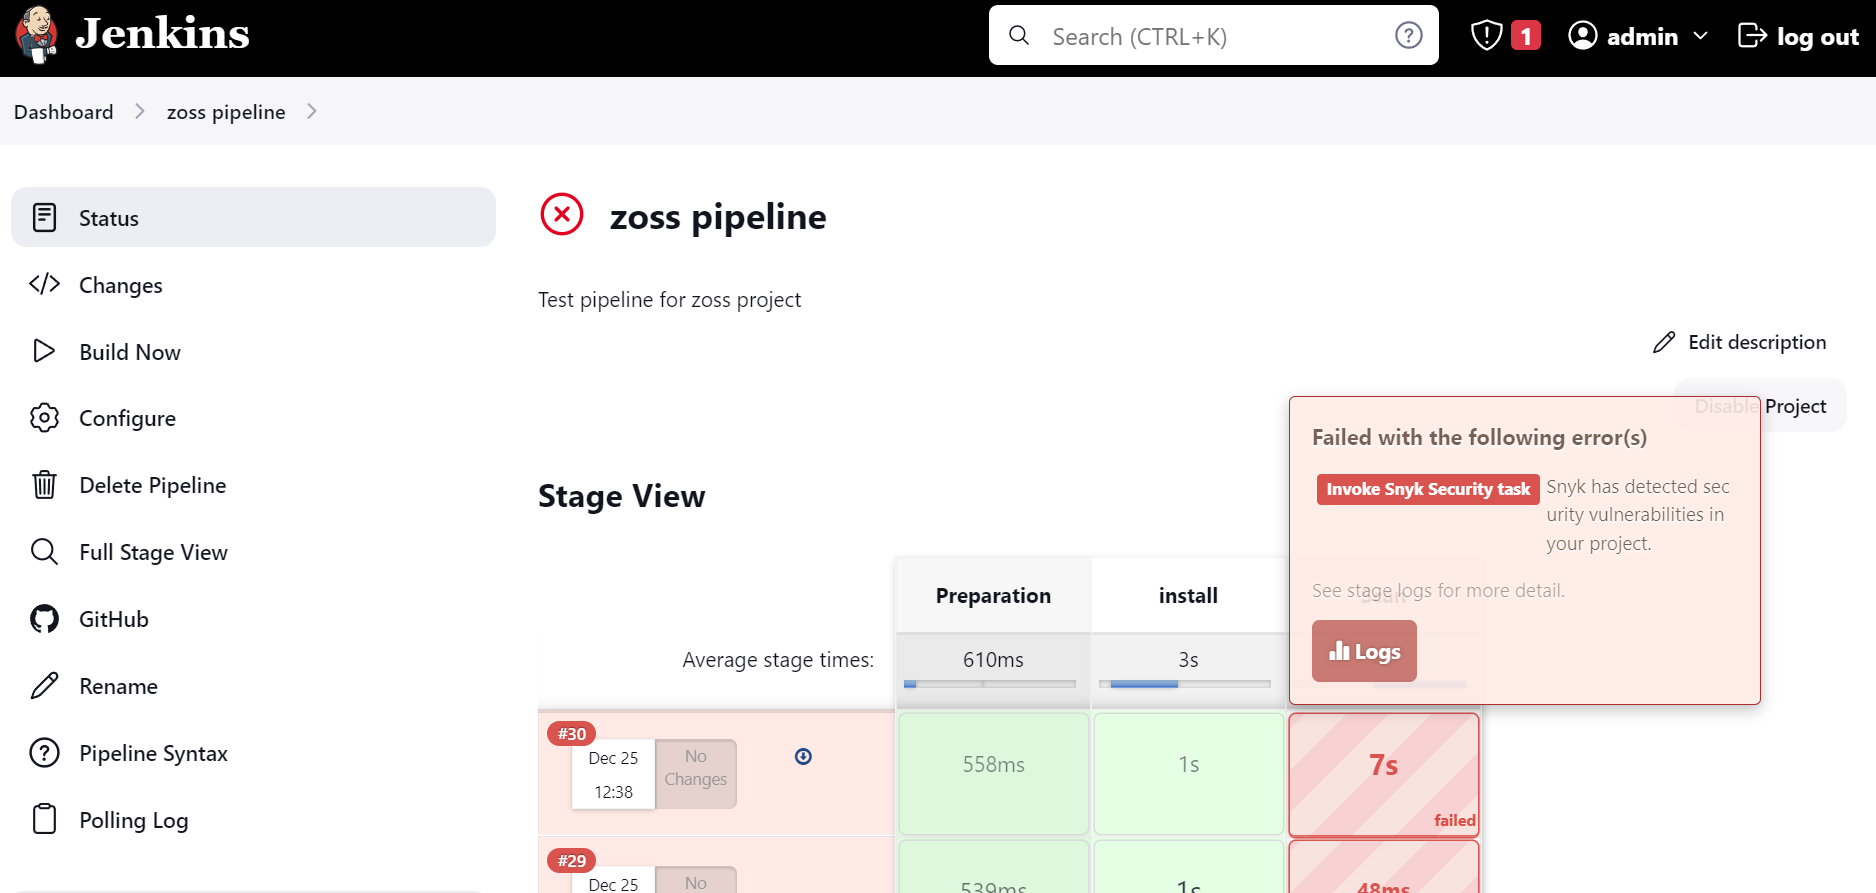 Jenkins
Search (CTRL+K)
?
1
admin
log out
Dashboard
zoss pipeline
Status
Changes
Build Now
Configure
Delete Pipeline
Full Stage View
GitHub
Rename
Pipeline Syntax
Polling Log
zoss pipeline
Test pipeline for zoss project
Edit description
Disable Project
Failed with the following error(s)
Invoke Snyk Security task
Snyk has detected sec
urity vulnerabilities in
your project.
See stage logs for more detail.
Logs
Stage View
Preparation
install
Average stage times:
610ms
3s
#30
Dec 25
12:38
No
Changes
558ms
1s
7s
failed
#29
Dec 25
No
539ms
1s
48ms